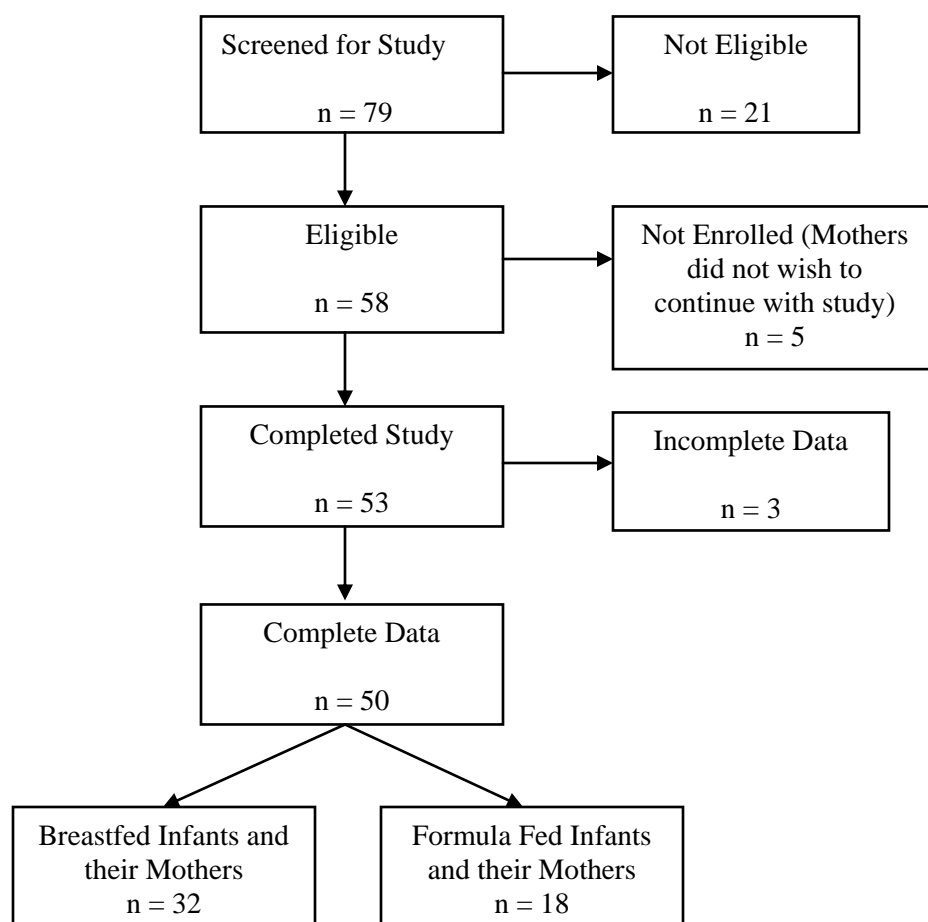 Screened for Study
n = 79
Not Eligible
n = 21
Eligible
n = 58
Not Enrolled (Mothers
did not wish to
continue with study)
n = 5
Completed Study
n = 53
Incomplete Data
n = 3
Complete Data
n = 50
Breastfed Infants and
their Mothers
n = 32
Formula Fed Infants
and their Mothers
n = 18